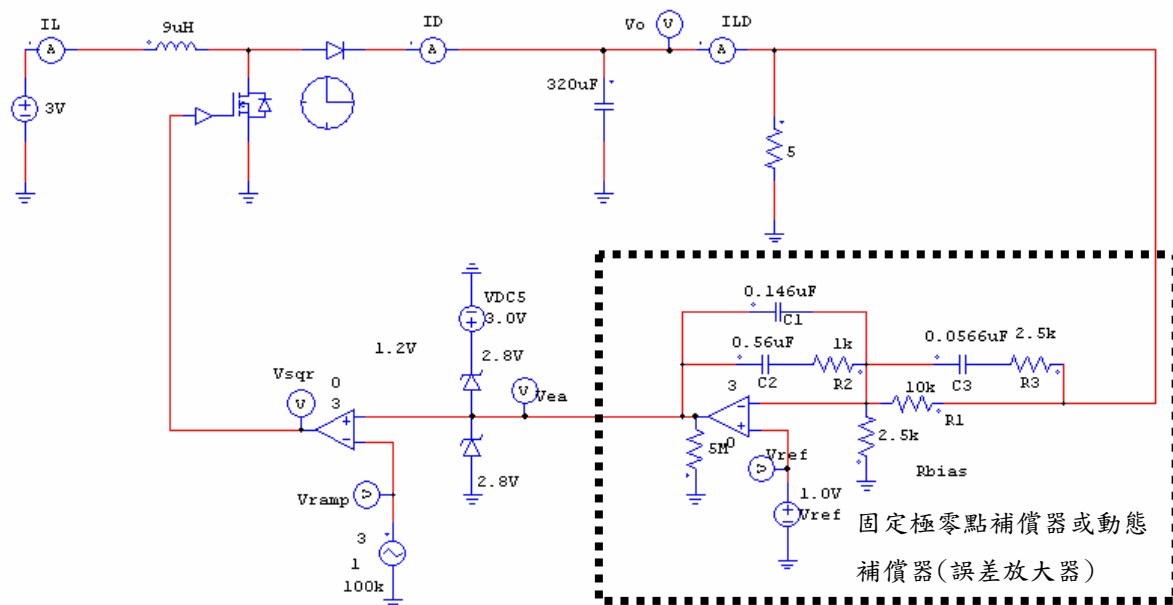 IL
9uH
ID
Vo
ILD
A
A
V
A
3V
320uF
5
VDC5
3.0V
1.2V
2.8V
Vsqr
V
0
3
V
Vea
2.8V
Vramp
V
3
1
100k
0.146uF
C1
0.56uF
1k
C2
R2
0.0566uF
2.5k
C3
R3
3
0
10k
R1
5M
2.5k
Rbias
V
Vref
1.0V
Vref
固定極零點補償器或動態
補償器(誤差放大器)